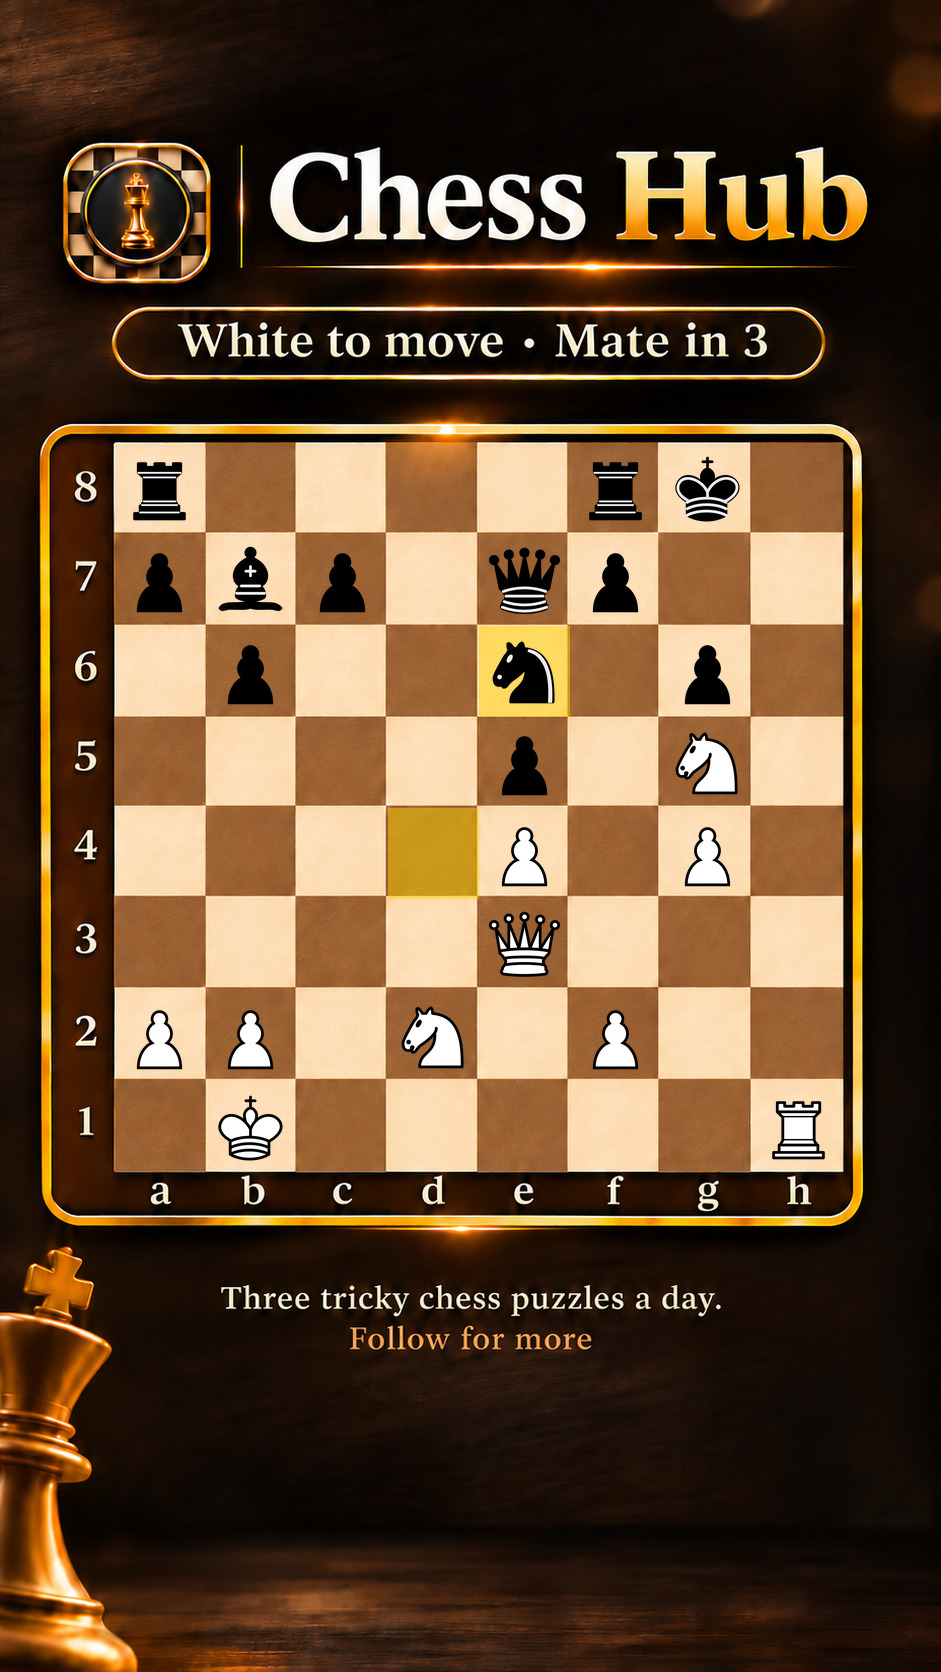 Chess Hub
White to move • Mate in 3
8
7
6
5
4
3
2
1
a b c d e f g h
Three tricky chess puzzles a day.
Follow for more